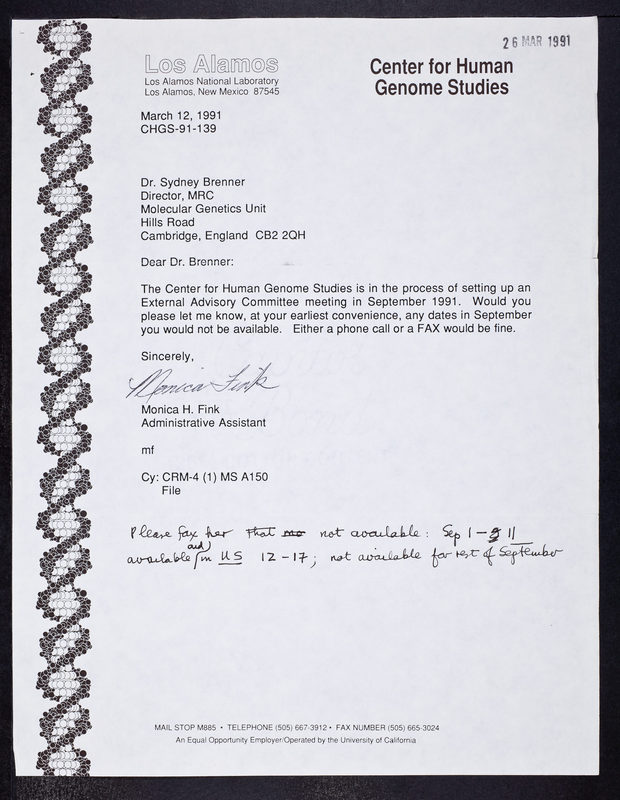 26 MAR 1991
Los Alamos
Los Alamos National Laboratory
Los Alamos, New Mexico 87545
Center for Human
Genome Studies
March 12, 1991
CHGS-91-139
Dr. Sydney Brenner
Director, MRC
Molecular Genetics Unit
Hills Road
Cambridge, England CB2 2QH
Dear Dr. Brenner:
The Center for Human Genome Studies is in the process of setting up an
External Advisory Committee meeting in September 1991. Would you
please let me know, at your earliest convenience, any dates in September
you would not be available. Either a phone call or a FAX would be fine.
Sincerely,
Monica Fink
Monica H. Fink
Administrative Assistant
mf
Cy: CRM-4 (1) MS A150
File
Please fax her that not available: Sep 1 - 11
available and in US 12 - 17; not available for rest of September
MAIL STOP M885 • TELEPHONE (505) 667-3912 • FAX NUMBER (505) 665-3024
An Equal Opportunity Employer/Operated by the University of California